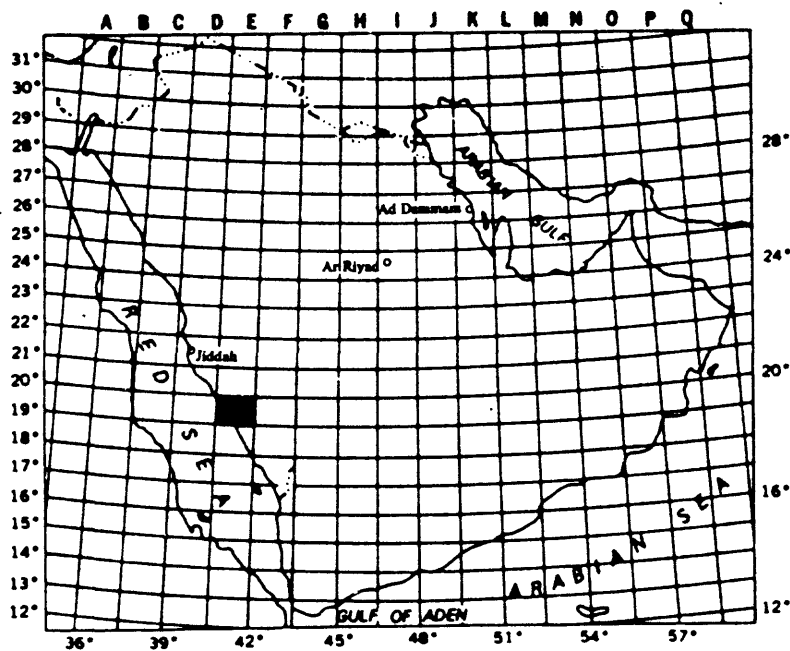 A B C D E F G H I J K L M N O P Q
31°
30°
29°
28°
28°
27°
26°
25°
24°
24°
23°
22°
21°
20°
20°
19°
18°
17°
16°
16°
15°
14°
13°
12°
12°
ARABIAN
GULF
Ad Dammam
Ar Riyad
Jiddah
RED
SEA
ARABIAN SEA
GULF OF ADEN
36° 39° 42° 45° 48° 51° 54° 57°